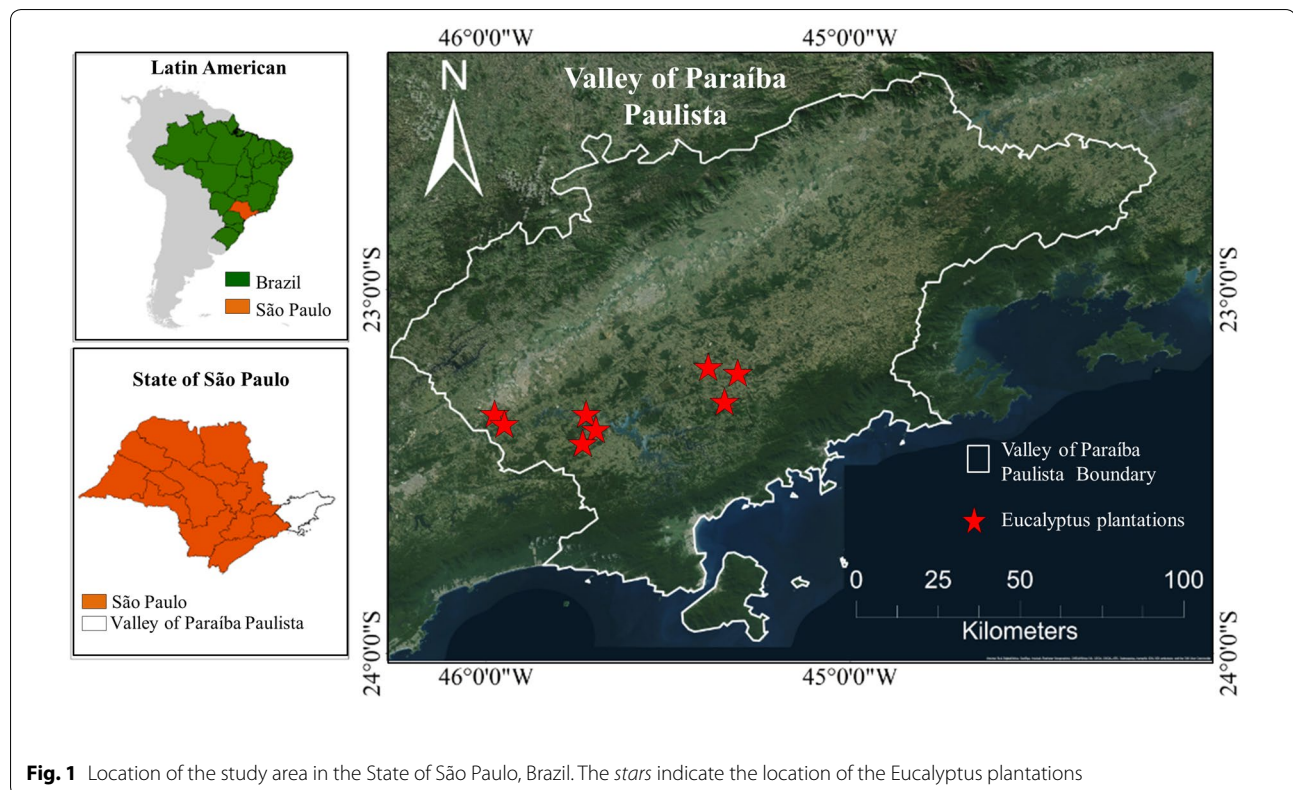 46°0'0"W 45°0'0"W
Latin American
Brazil
São Paulo
State of São Paulo
São Paulo
Valley of Paraíba Paulista
N
Valley of Paraíba
Paulista
23°0'0"S
23°0'0"S
Valley of Paraíba
Paulista Boundary
Eucalyptus plantations
0 25 50 100
Kilometers
24°0'0"S
24°0'0"S
46°0'0"W 45°0'0"W
Fig. 1 Location of the study area in the State of São Paulo, Brazil. The stars indicate the location of the Eucalyptus plantations